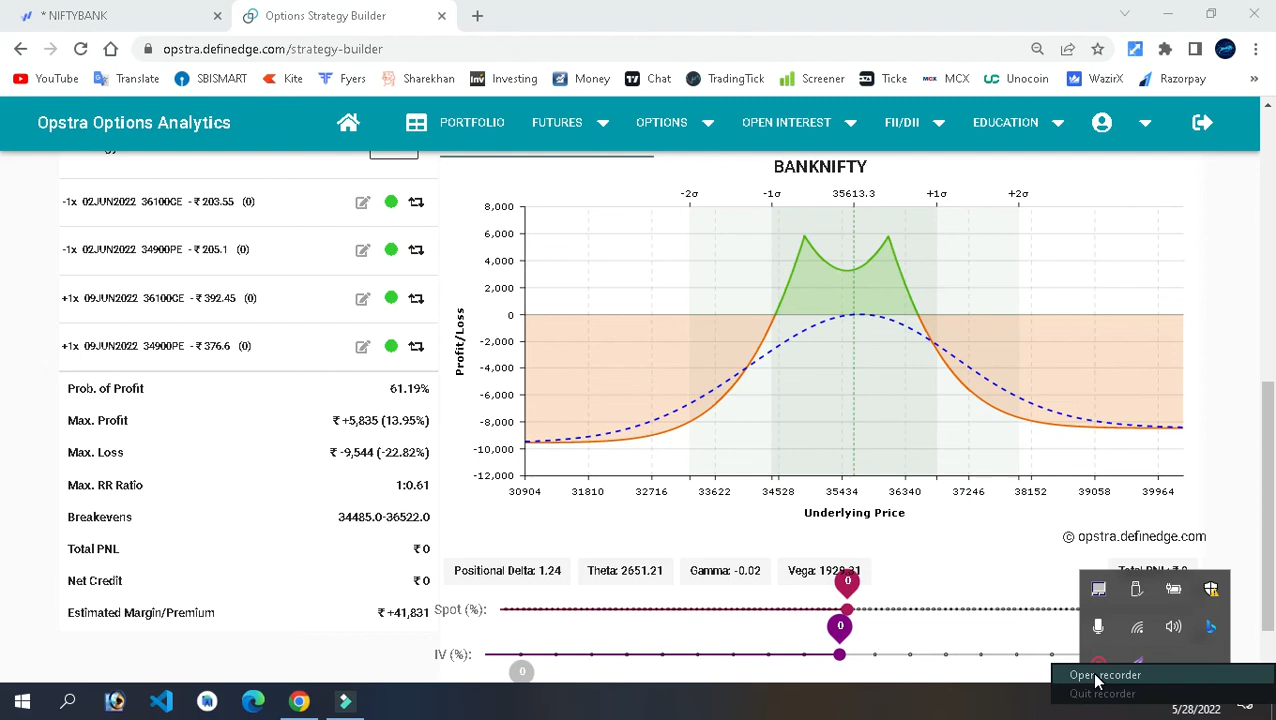 * NIFTYBANK
Options Strategy Builder
opstra.definedge.com/strategy-builder
YouTube Translate SBISMART Kite Fyers Sharekhan Investing Money Chat TradingTick Screener Ticke MCX Unocoin WazirX Razorpay »
Opstra Options Analytics PORTFOLIO FUTURES OPTIONS OPEN INTEREST FII/DII EDUCATION
BANKNIFTY
-2σ -1σ 35613.3 +1σ +2σ
-1x 02JUN2022 36100CE - ₹ 203.55 (0)
-1x 02JUN2022 34900PE - ₹ 205.1 (0)
+1x 09JUN2022 36100CE - ₹ 392.45 (0)
+1x 09JUN2022 34900PE - ₹ 376.6 (0)
Prob. of Profit 61.19%
Max. Profit ₹ +5,835 (13.95%)
Max. Loss ₹ -9,544 (-22.82%)
Max. RR Ratio 1:0.61
Breakevens 34485.0-36522.0
Total PNL ₹ 0
Net Credit ₹ 0
Estimated Margin/Premium ₹ +41,831
Profit/Loss
8,000
6,000
4,000
2,000
0
-2,000
-4,000
-6,000
-8,000
-10,000
-12,000
30904 31810 32716 33622 34528 35434 36340 37246 38152 39058 39964
Underlying Price
© opstra.definedge.com
Positional Delta: 1.24 Theta: 2651.21 Gamma: -0.02 Vega:
0
Spot (%):
0
IV (%):
0
Open recorder
Quit recorder
5/28/2022